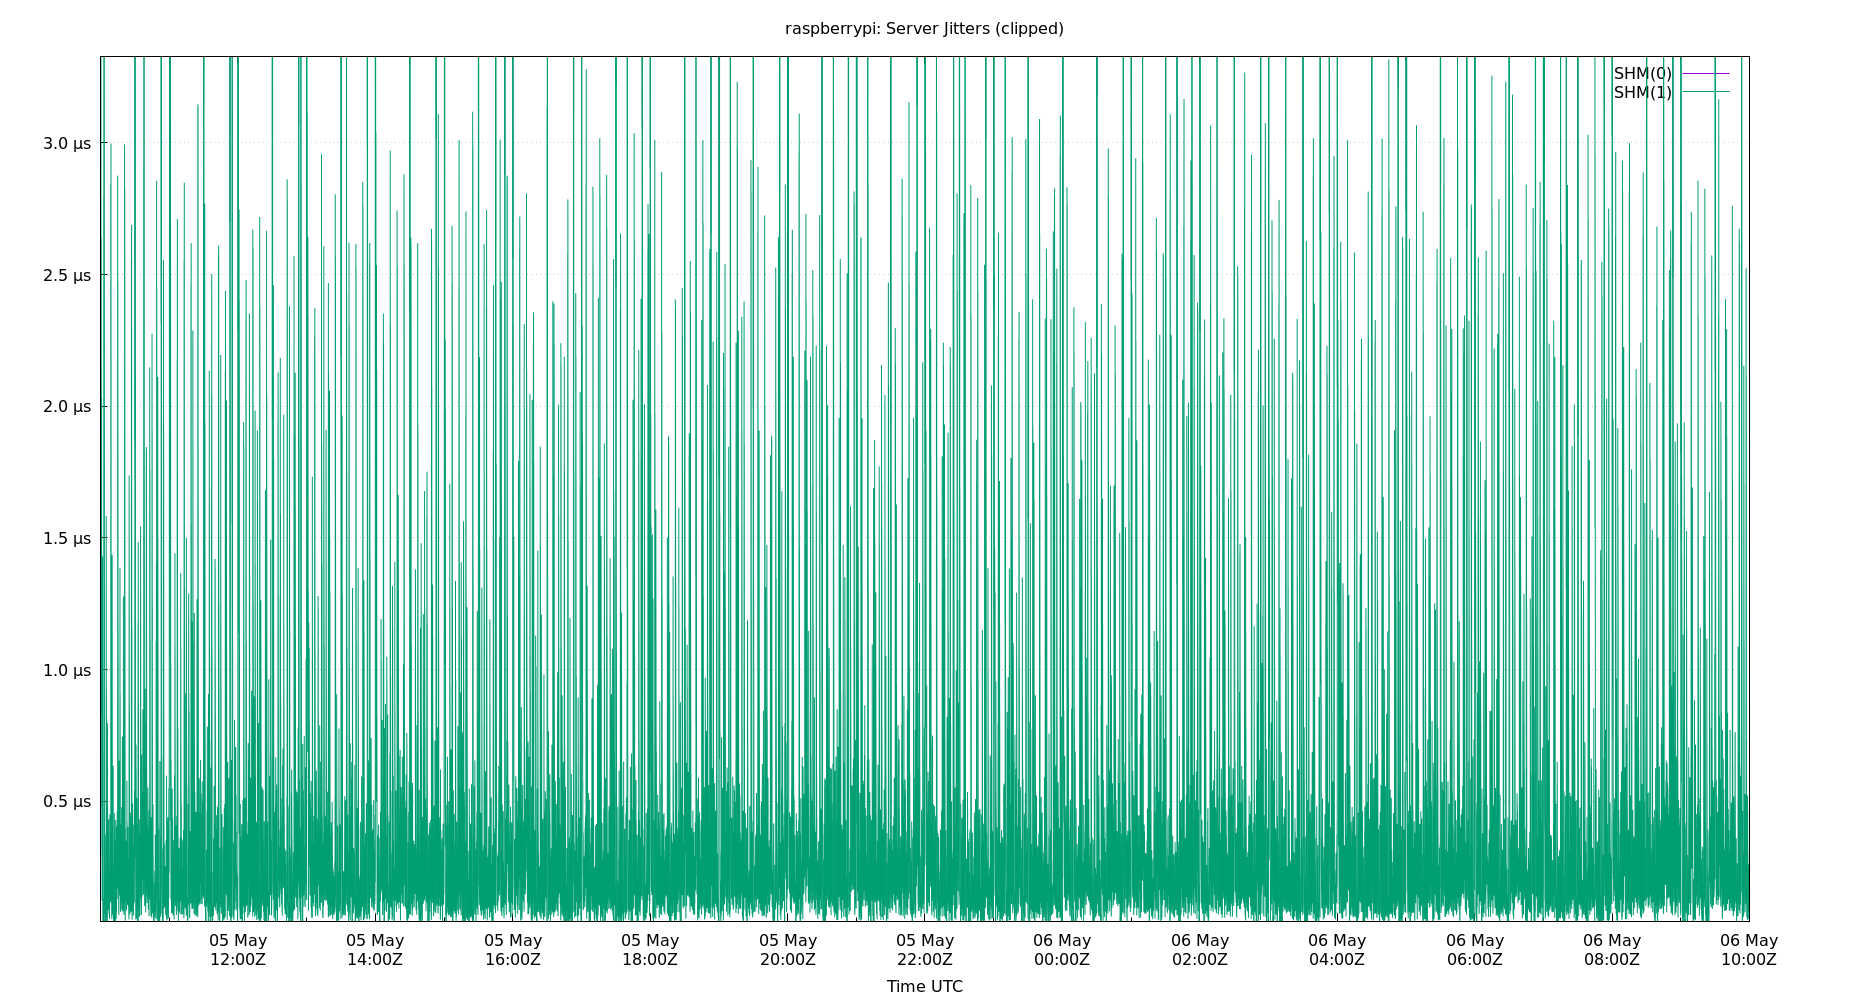 raspberrypi: Server Jitters (clipped)
SHM(0)
SHM(1)
3.0 µs
2.5 µs
2.0 µs
1.5 µs
1.0 µs
0.5 µs
05 May 05 May 05 May 05 May 05 May 05 May 06 May 06 May 06 May 06 May 06 May 06 May
12:00Z 14:00Z 16:00Z 18:00Z 20:00Z 22:00Z 00:00Z 02:00Z 04:00Z 06:00Z 08:00Z 10:00Z
Time UTC